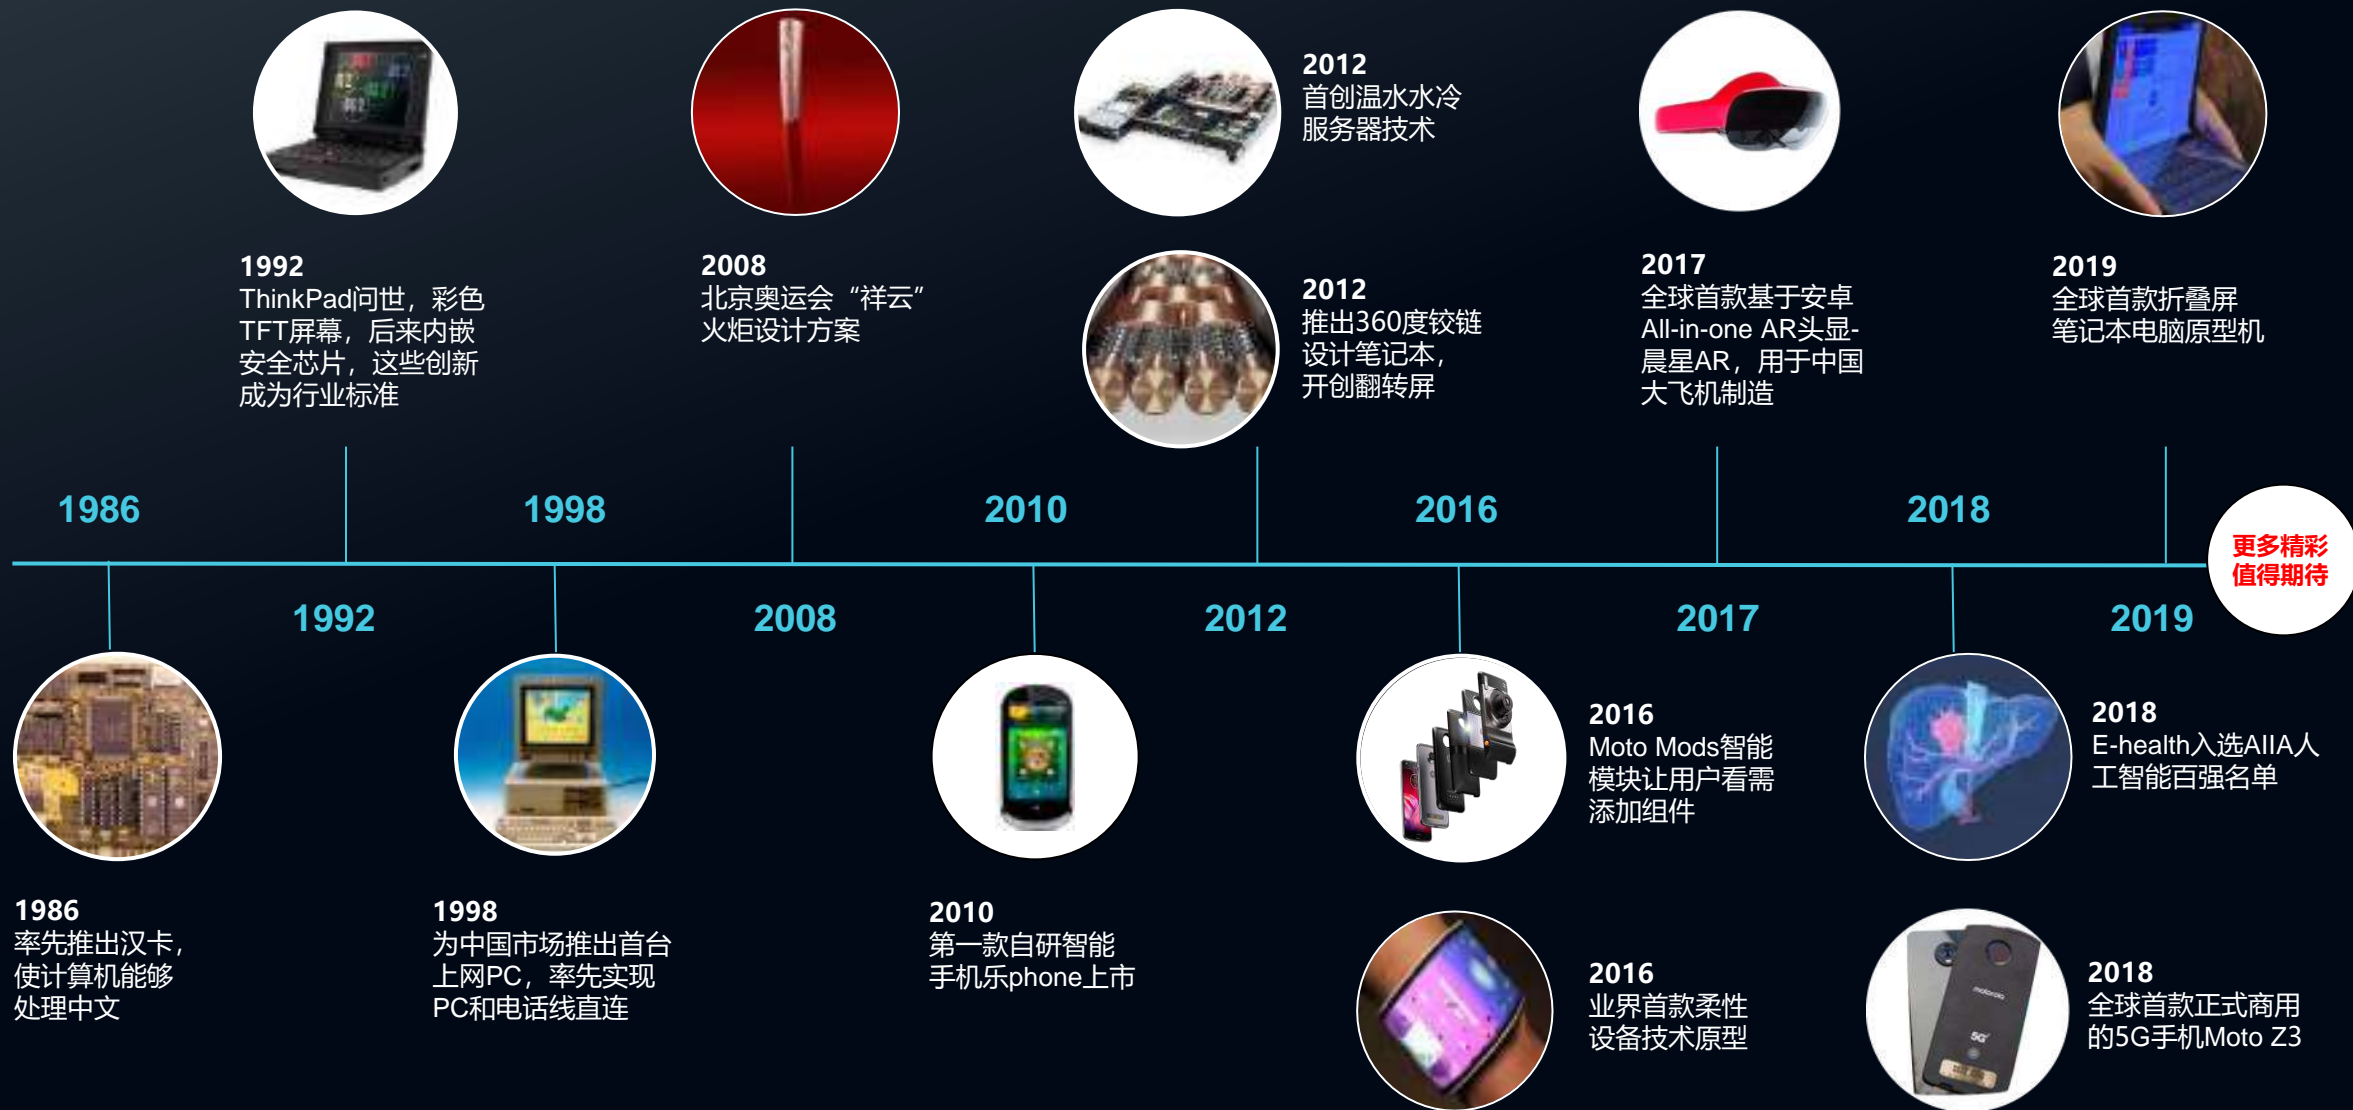 1992
ThinkPad问世，彩色
TFT屏幕，后来内嵌
安全芯片，这些创新
成为行业标准
2008
北京奥运会“祥云”
火炬设计方案
2012
首创温水水冷
服务器技术
2012
推出360度铰链
设计笔记本，
开创翻转屏
2017
全球首款基于安卓
All-in-one AR头显-
晨星AR，用于中国
大飞机制造
2019
全球首款折叠屏
笔记本电脑原型机
1986
1998
2010
2016
2018
更多精彩
值得期待
1992
2008
2012
2017
2019
1986
率先推出汉卡，
使计算机能够
处理中文
1998
为中国市场推出首台
上网PC，率先实现
PC和电话线直连
2010
第一款自研智能
手机乐phone上市
2016
Moto Mods智能
模块让用户看需
添加组件
2016
业界首款柔性
设备技术原型
2018
E-health入选AIIA人
工智能百强名单
motorola
5G
2018
全球首款正式商用
的5G手机Moto Z3